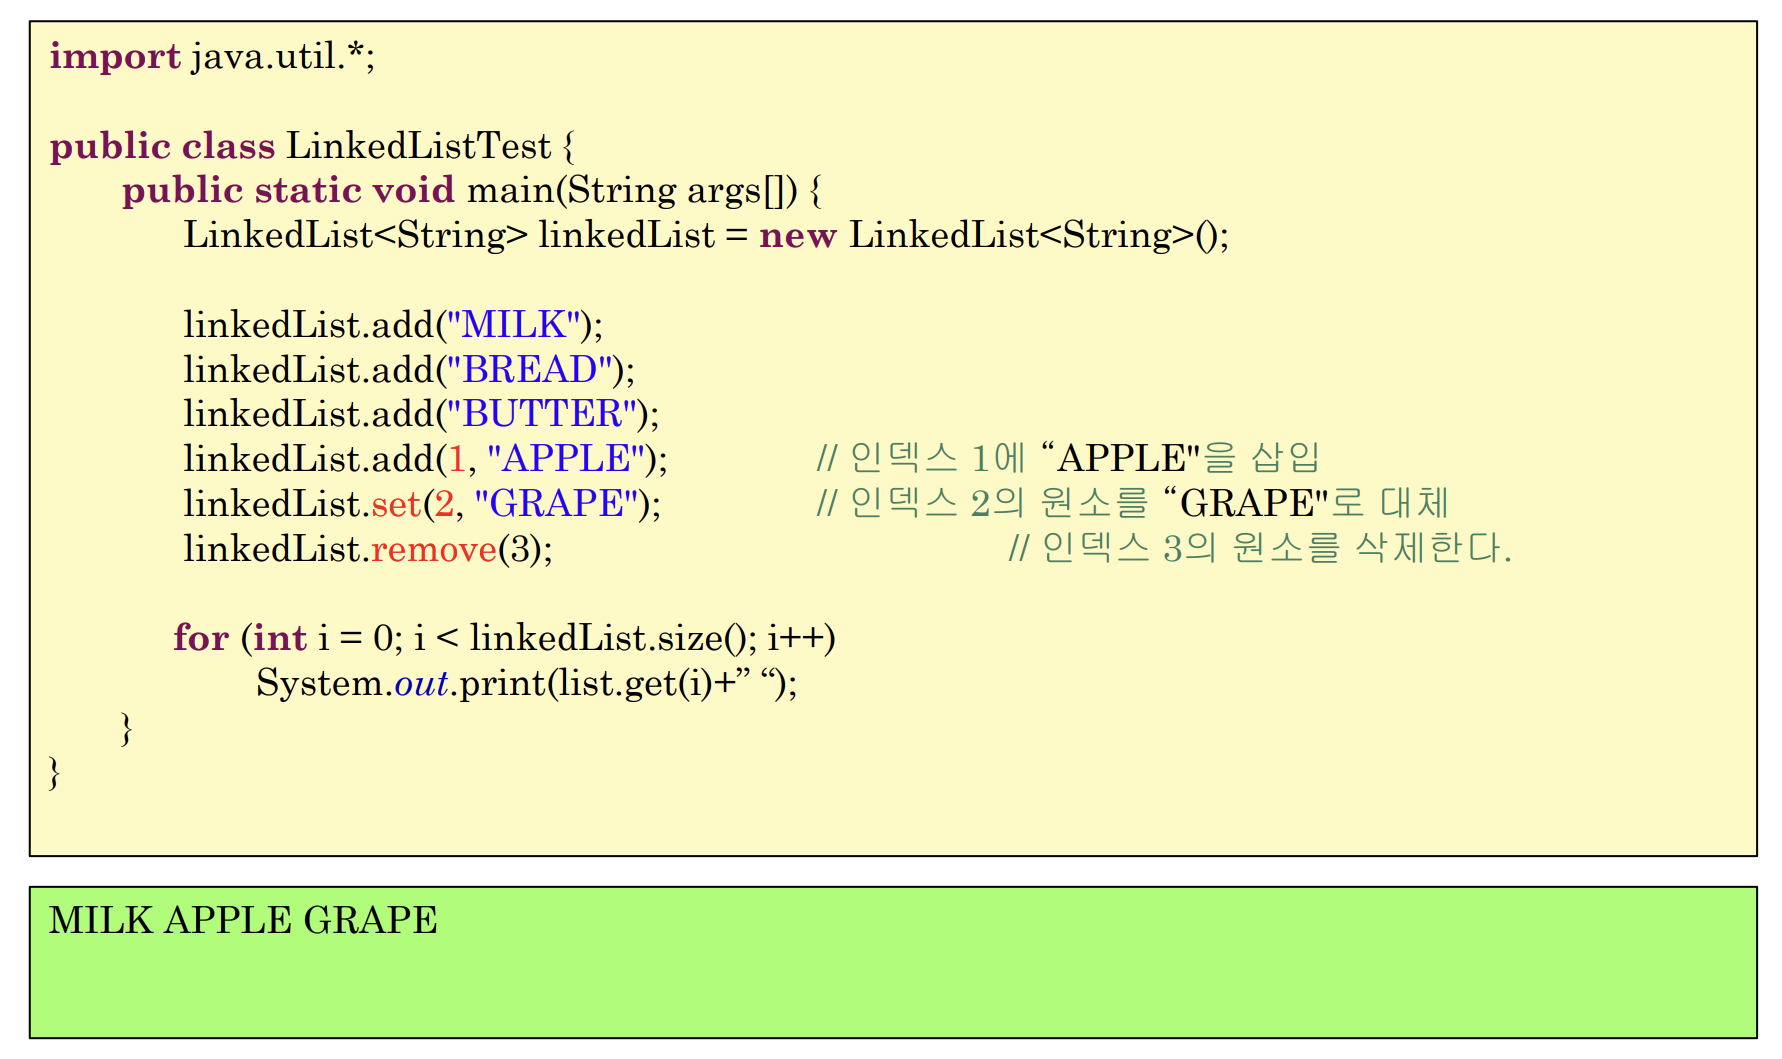 import java.util.*;
public class LinkedListTest {
public static void main(String args[]) {
LinkedList<String> linkedList = new LinkedList<String>();
linkedList.add("MILK");
linkedList.add("BREAD");
linkedList.add("BUTTER");
linkedList.add(1, "APPLE"); // 인덱스 1에 “APPLE"을 삽입
linkedList.set(2, "GRAPE"); // 인덱스 2의 원소를 “GRAPE"로 대체
linkedList.remove(3); // 인덱스 3의 원소를 삭제한다.
for (int i = 0; i < linkedList.size(); i++)
System.out.print(list.get(i)+” “);
}
}
MILK APPLE GRAPE